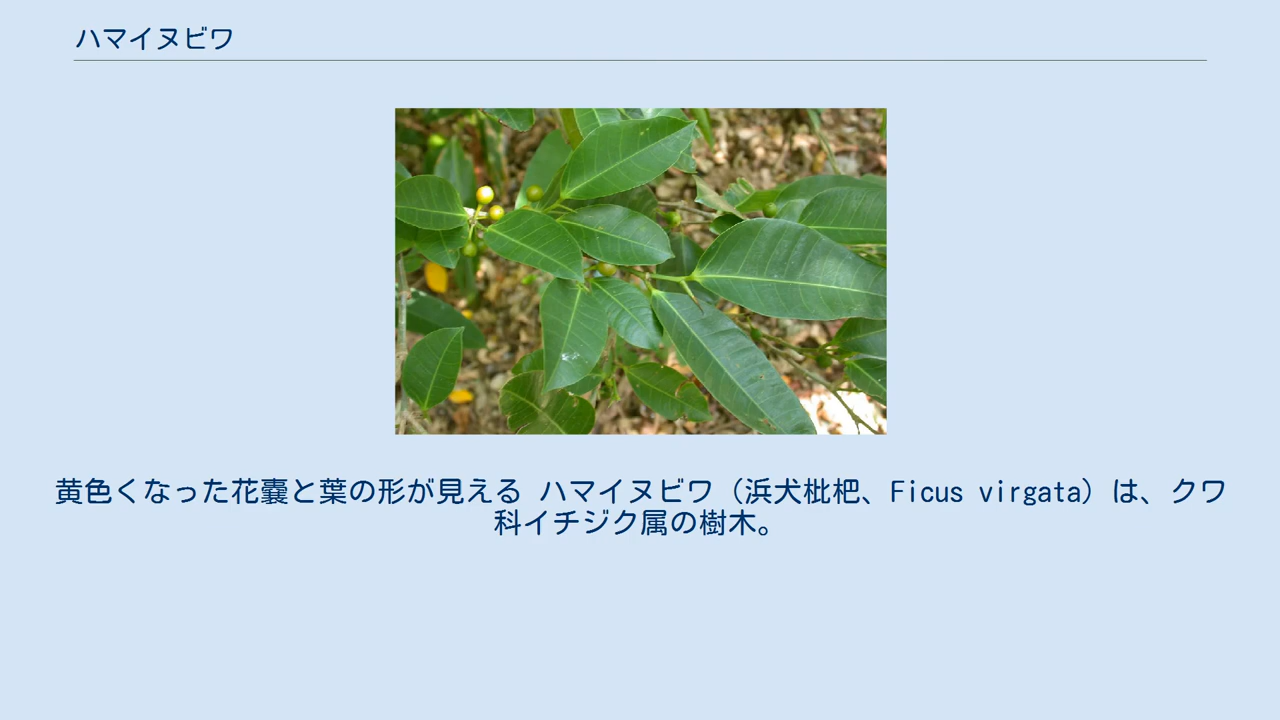 ハマイヌビワ
黄色くなった花嚢と葉の形が見える ハマイヌビワ（浜犬枇杷、Ficus virgata）は、クワ
科イチジク属の樹木。